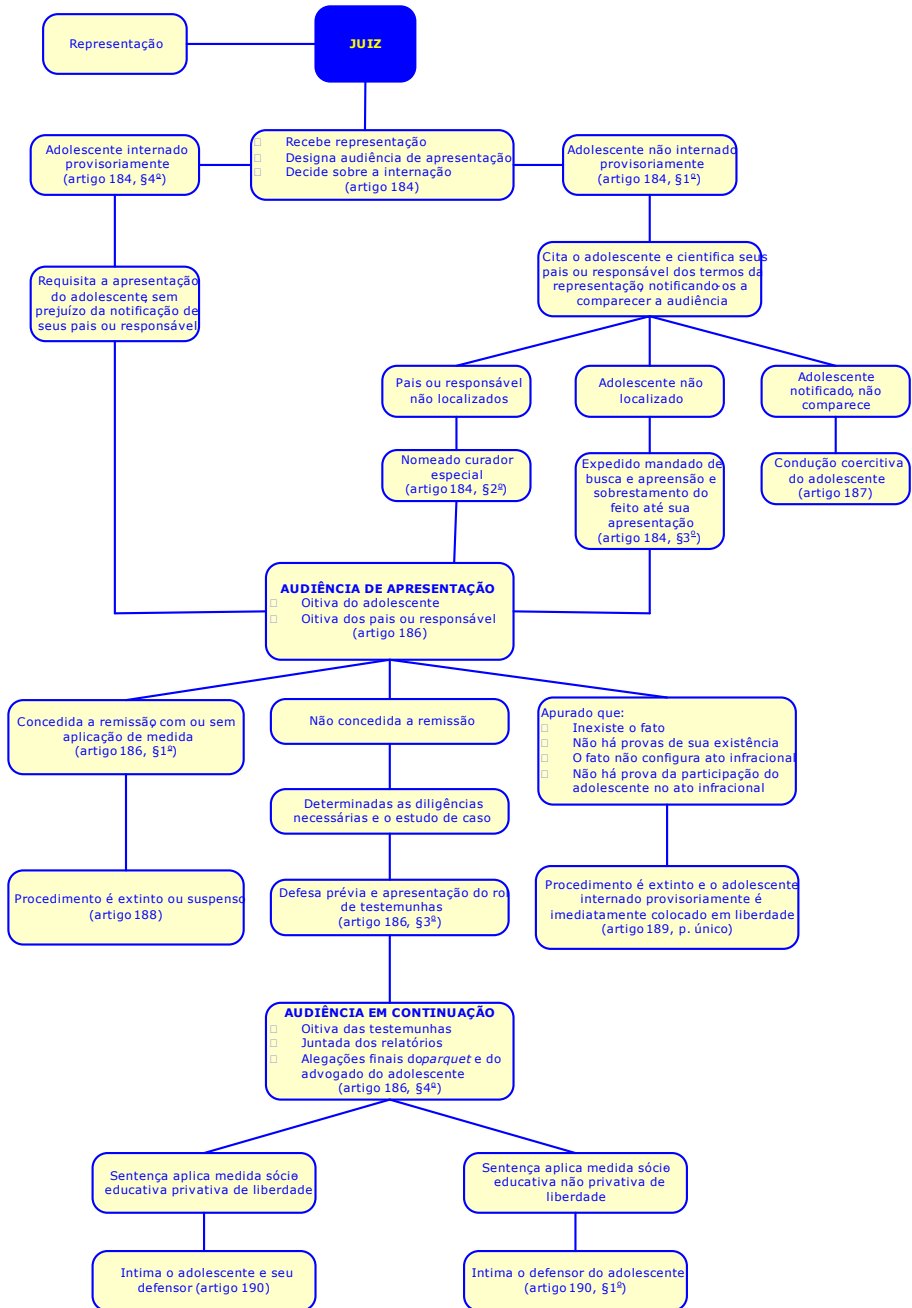 Representação
JUIZ
Adolescente internado
provisoriamente
(artigo 184, §4º)
Recebe representação
Designa audiência de apresentação
Decide sobre a internação
(artigo 184)
Adolescente não internado
provisoriamente
(artigo 184, §1º)
Requisita a apresentação
do adolescente, sem
prejuízo da notificação de
seus pais ou responsável
Cita o adolescente e cientifica seus
pais ou responsável dos termos da
representação, notificando-os a
comparecer a audiência
Pais ou responsável
não localizados
Adolescente não
localizado
Adolescente
notificado, não
comparece
Nomeado curador
especial
(artigo 184, §2º)
Expedido mandado de
busca e apreensão e
sobrestamento do
feito até sua
apresentação
(artigo 184, §3º)
Condução coercitiva
do adolescente
(artigo 187)
AUDIÊNCIA DE APRESENTAÇÃO
Oitiva do adolescente
Oitiva dos pais ou responsável
(artigo 186)
Concedida a remissão, com ou sem
aplicação de medida
(artigo 186, §1º)
Não concedida a remissão
Apurado que:
Inexiste o fato
Não há provas de sua existência
O fato não configura ato infracional
Não há prova da participação do
adolescente no ato infracional
Determinadas as diligências
necessárias e o estudo de caso
Procedimento é extinto ou suspenso
(artigo 188)
Defesa prévia e apresentação do rol
de testemunhas
(artigo 186, §3º)
Procedimento é extinto e o adolescente
internado provisoriamente é
imediatamente colocado em liberdade
(artigo 189, p. único)
AUDIÊNCIA EM CONTINUAÇÃO
Oitiva das testemunhas
Juntada dos relatórios
Alegações finais do parquet e do
advogado do adolescente
(artigo 186, §4º)
Sentença aplica medida sócio-
educativa privativa de liberdade
Sentença aplica medida sócio-
educativa não privativa de
liberdade
Intima o adolescente e seu
defensor (artigo 190)
Intima o defensor do adolescente
(artigo 190, §1º)